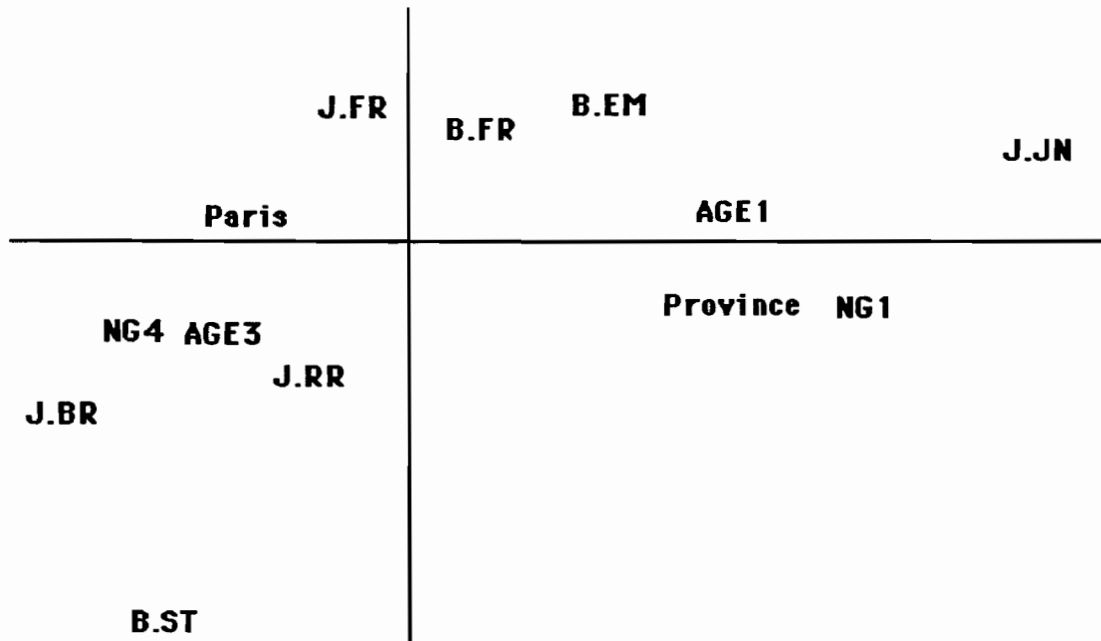 J.FR
B.FR
B.EM
J.JN
Paris
AGE1
Province NG1
NG4 AGE3
J.RR
J.BR
B.ST